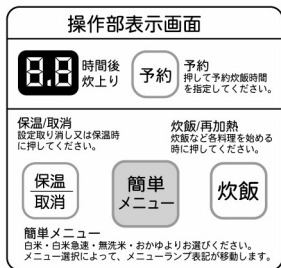 操作部表示画面
8.8
時間後
炊上り
予約
予約
押して予約炊飯時間
を指定してください。
保温/取消
設定取り消し又は保温時
に押してください。
炊飯/再加熱
炊飯など各料理を始める
時に押してください。
保温
取消
簡単
メニュー
炊飯
簡単メニュー
白米・白米急速・無洗米・おかゆよりお選びください。
メニュー選択によって、メニューランプ表記が移動します。